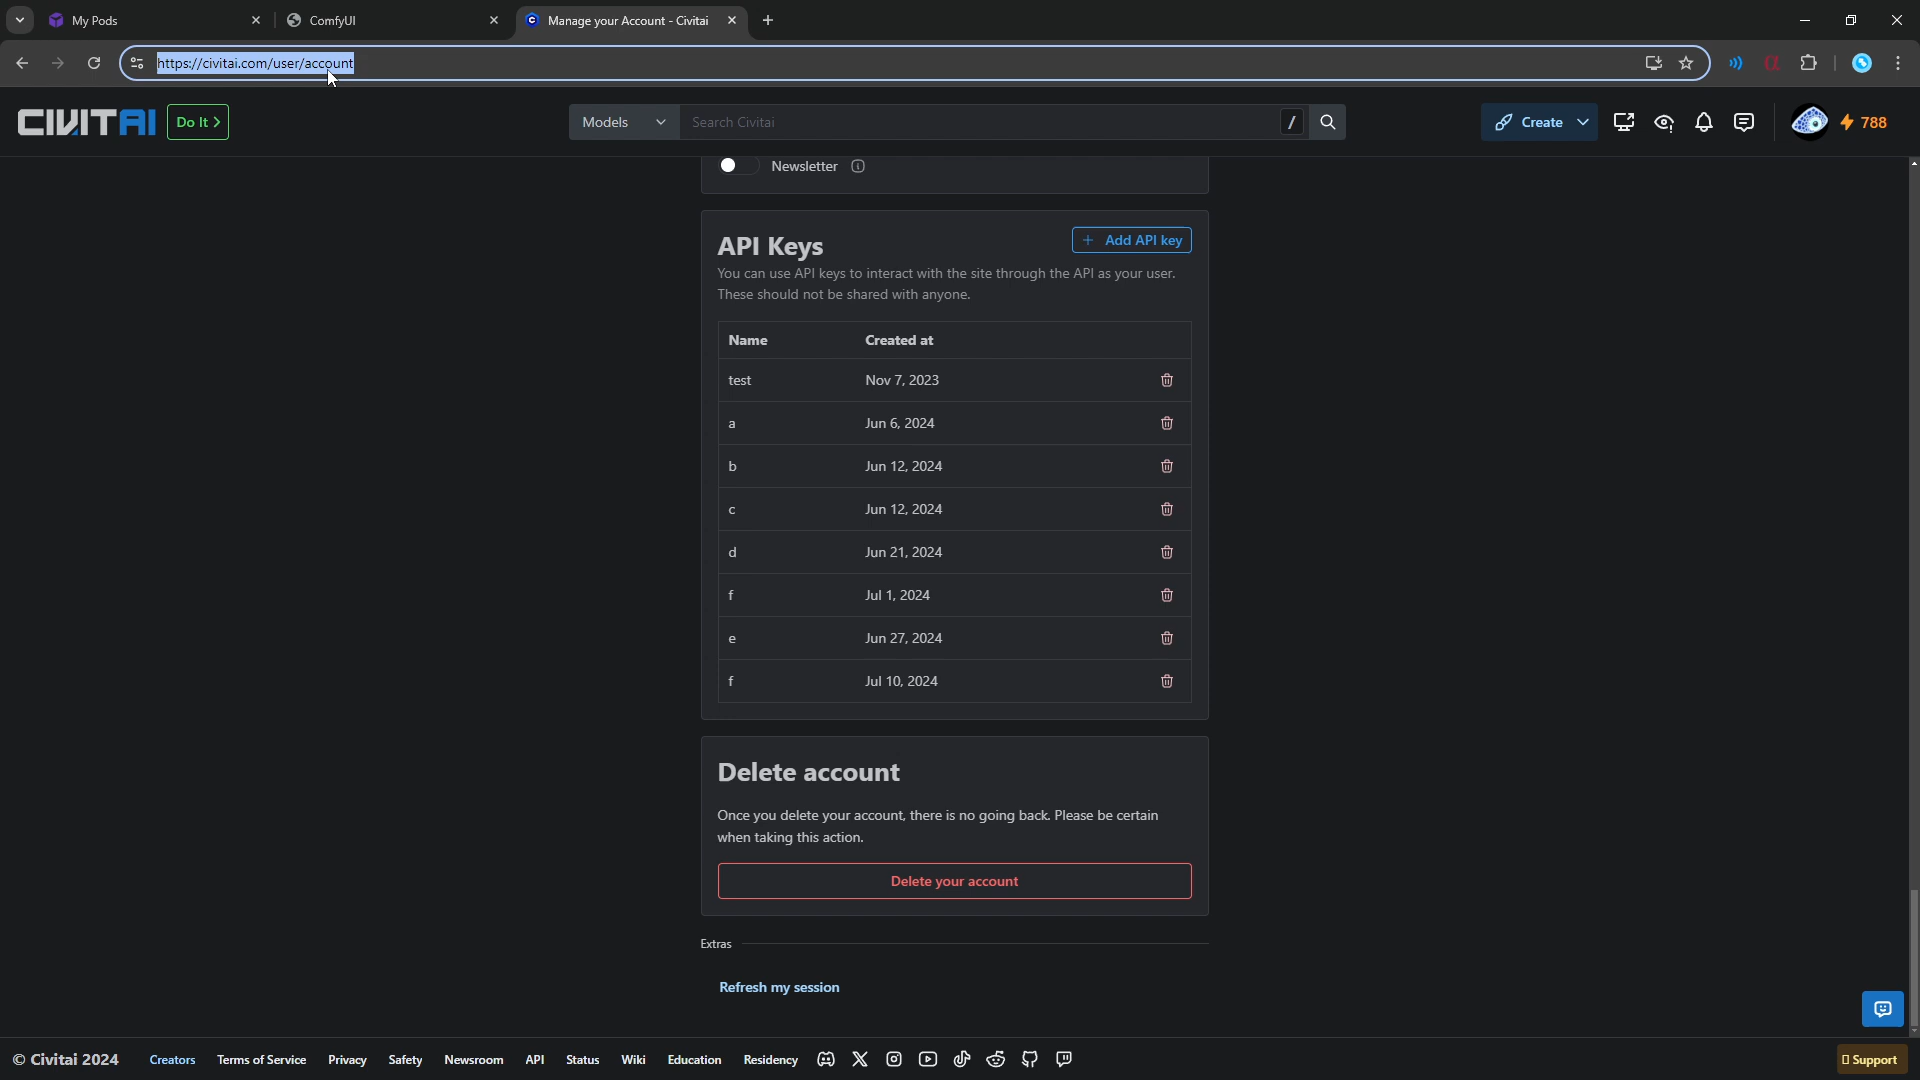 My Pods
ComfyUI
Manage your Account - Civitai
https://civitai.com/user/account
CIVITAI
Do It >
Models
Search Civitai
/
Create
788
Newsletter
API Keys
+ Add API key
You can use API keys to interact with the site through the API as your user.
These should not be shared with anyone.
Name Created at
test Nov 7, 2023
a Jun 6, 2024
b Jun 12, 2024
c Jun 12, 2024
d Jun 21, 2024
f Jul 1, 2024
e Jun 27, 2024
f Jul 10, 2024
Delete account
Once you delete your account, there is no going back. Please be certain
when taking this action.
Delete your account
Extras
Refresh my session
© Civitai 2024 Creators Terms of Service Privacy Safety Newsroom API Status Wiki Education Residency
Support